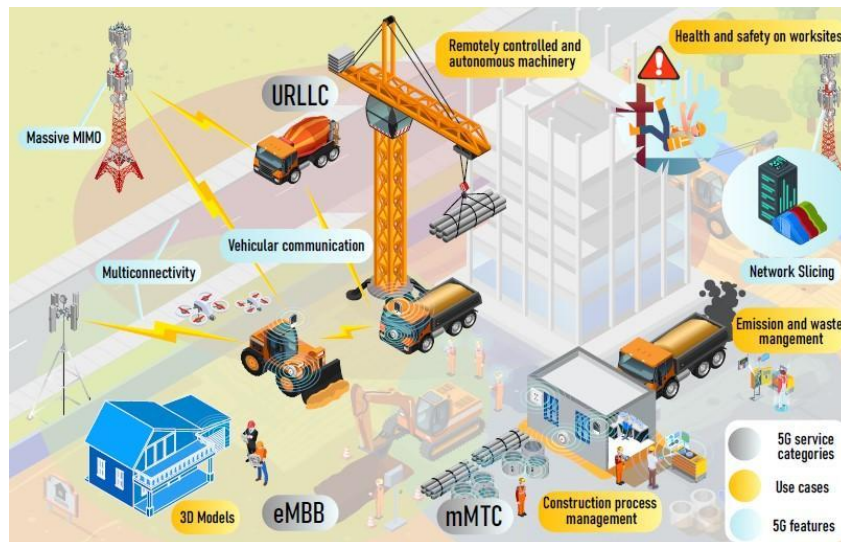 Remotely controlled and
autonomous machinery
Health and safety on worksites
URLLC
Massive MIMO
Vehicular communication
Multiconnectivity
Network Slicing
Emission and waste
mangement
3D Models
eMBB
mMTC
Construction process
management
5G service
categories
Use cases
5G features